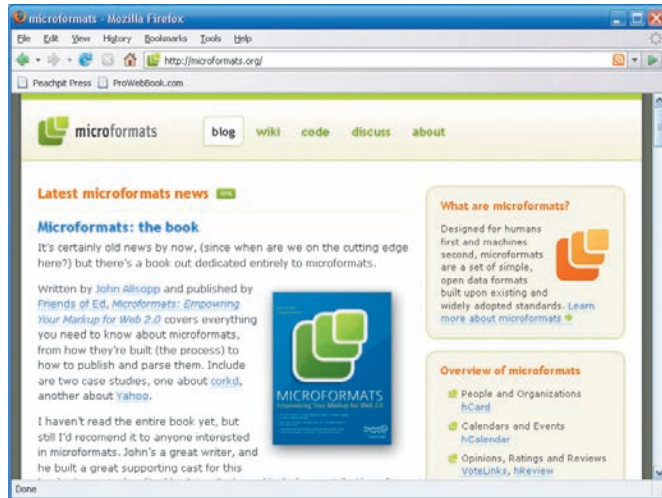 microformats - Mozilla Firefox
File Edit View History Bookmarks Tools Help
http://microformats.org/
Peachpit Press ProWebBook.com
microformats
blog wiki code discuss about
Latest microformats news
Microformats: the book
It's certainly old news by now, (since when are we on the cutting edge
here?) but there's a book out dedicated entirely to microformats.
Written by John Allsopp and published by
Friends of Ed, Microformats: Empowering
Your Markup for Web 2.0 covers everything
you need to know about microformats,
from how they're built (the process) to
how to publish and parse them. Include
are two case studies, one about corkd,
another about Yahoo.
I haven't read the entire book yet, but
still I'd recomend it to anyone interested
in microformats. John's a great writer, and
he built a great supporting cast for this
MICROFORMATS
Empowering Your Markup for Web 2.0
What are microformats?
Designed for humans
first and machines
second, microformats
are a set of simple,
open data formats
built upon existing and
widely adopted standards. Learn
more about microformats
Overview of microformats
People and Organizations
hCard
Calendars and Events
hCalendar
Opinions, Ratings and Reviews
VoteLinks, hReview
Done